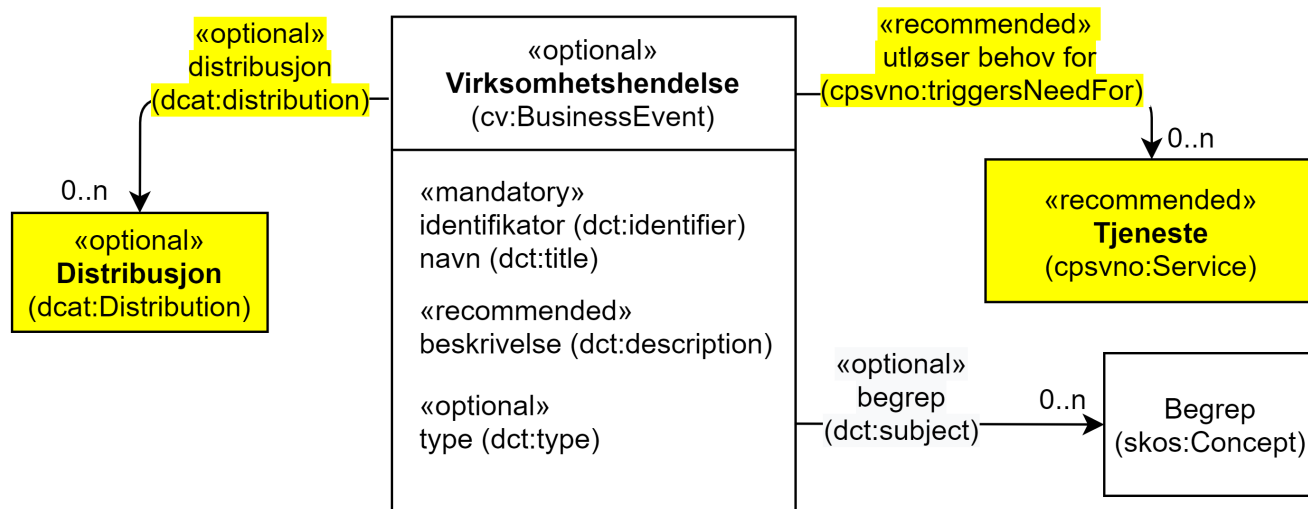 «optional»
distribusjon
(dcat:distribution)
0..n
«optional»
Distribusjon
(dcat:Distribution)
«optional»
Virksomhetshendelse
(cv:BusinessEvent)
«mandatory»
identifikator (dct:identifier)
navn (dct:title)
«recommended»
beskrivelse (dct:description)
«optional»
type (dct:type)
«recommended»
utløser behov for
(cpsvno:triggersNeedFor)
0..n
«recommended»
Tjeneste
(cpsvno:Service)
«optional»
begrep
(dct:subject)
0..n
Begrep
(skos:Concept)